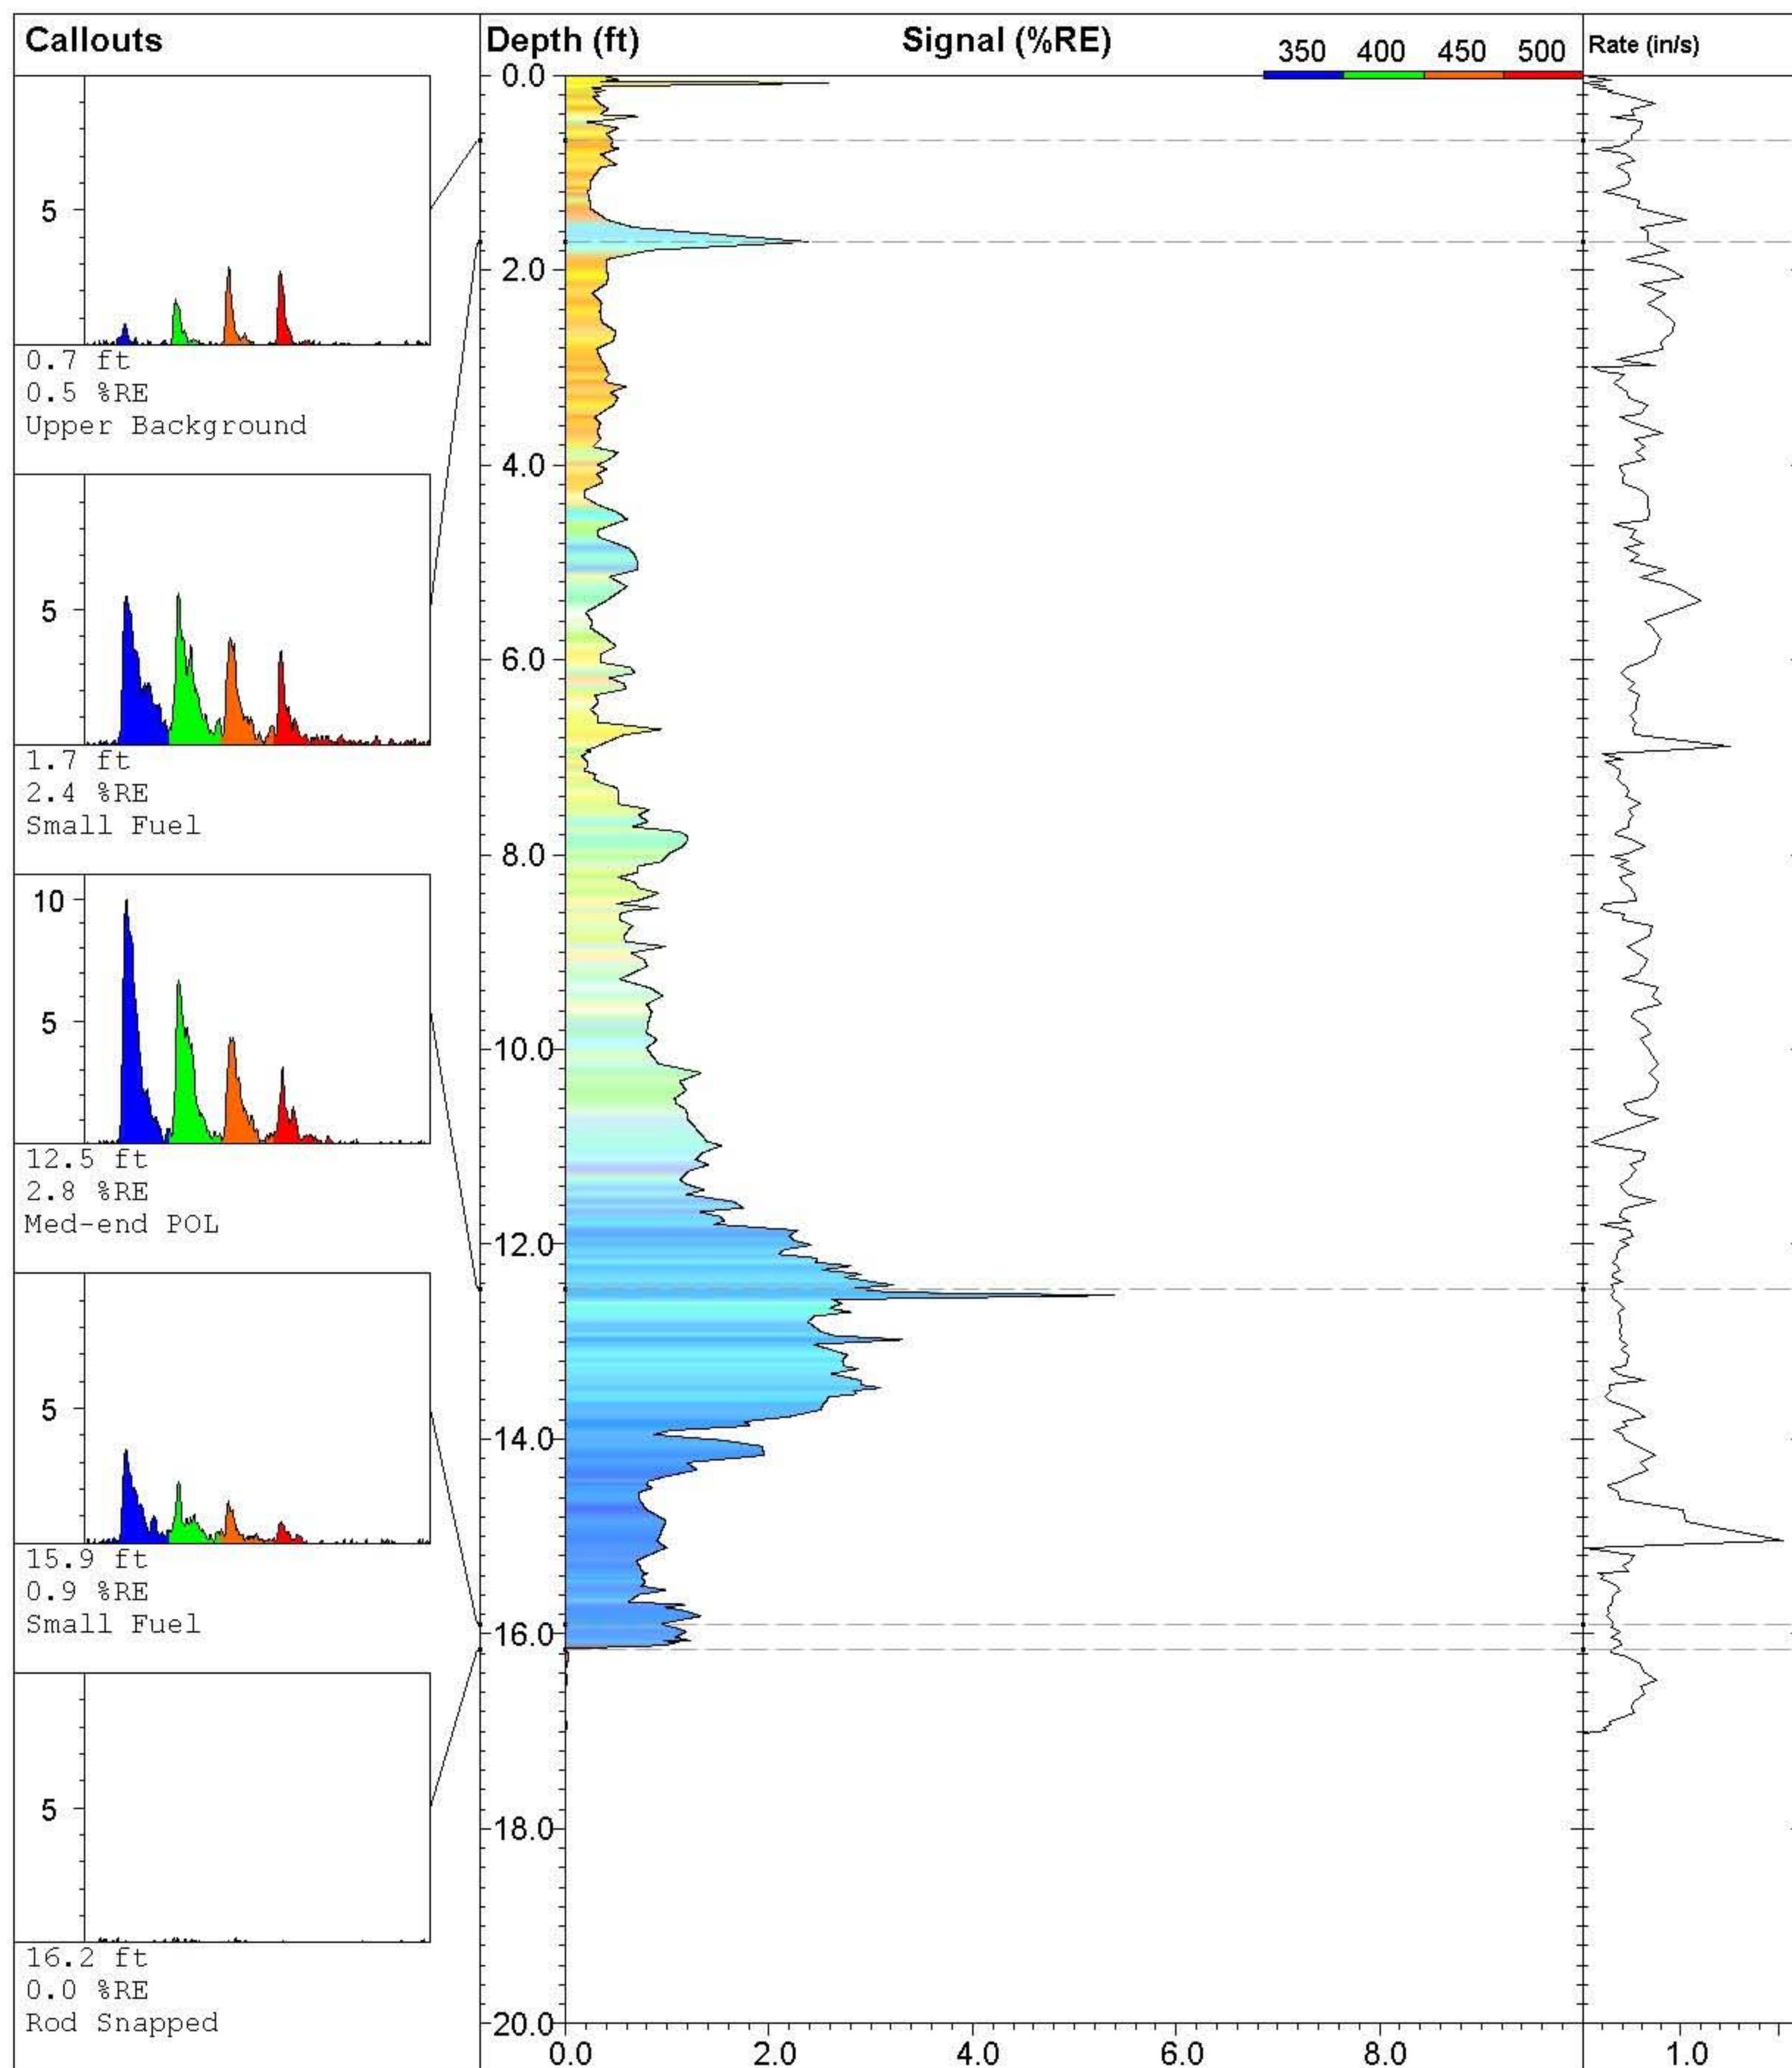 Callouts
Depth (ft)
Signal (%RE)
350 400 450 500
Rate (in/s)
5
0.7 ft
0.5 %RE
Upper Background
5
1.7 ft
2.4 %RE
Small Fuel
10
5
12.5 ft
2.8 %RE
Med-end POL
5
15.9 ft
0.9 %RE
Small Fuel
5
16.2 ft
0.0 %RE
Rod Snapped
0.0
2.0
4.0
6.0
8.0
10.0
12.0
14.0
16.0
18.0
20.0
0.0 2.0 4.0 6.0 8.0
1.0